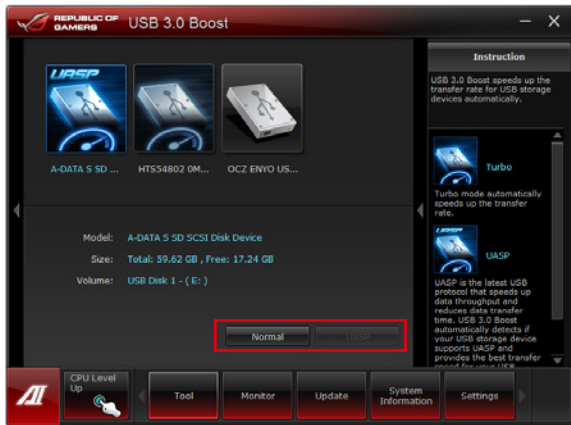 REPUBLIC OF
GAMERS
USB 3.0 Boost
UASP
A-DATA S SD ...
HTS54802 0M...
OCZ ENYO US...
Model: A-DATA S SD SCSI Disk Device
Size: Total: 59.62 GB , Free: 17.24 GB
Volume: USB Disk 1 - ( E: )
Normal
UASP
Instruction
USB 3.0 Boost speeds up the
transfer rate for USB storage
devices automatically.
Turbo
Turbo mode automatically
speeds up the transfer
rate.
UASP
UASP
UASP is the latest USB
protocol that speeds up
data throughput and
reduces data transfer
time. USB 3.0 Boost
automatically detects if
your USB storage device
supports UASP and
provides the best transfer
speed for your USB
CPU Level
Up
Tool
Monitor
Update
System
Information
Settings